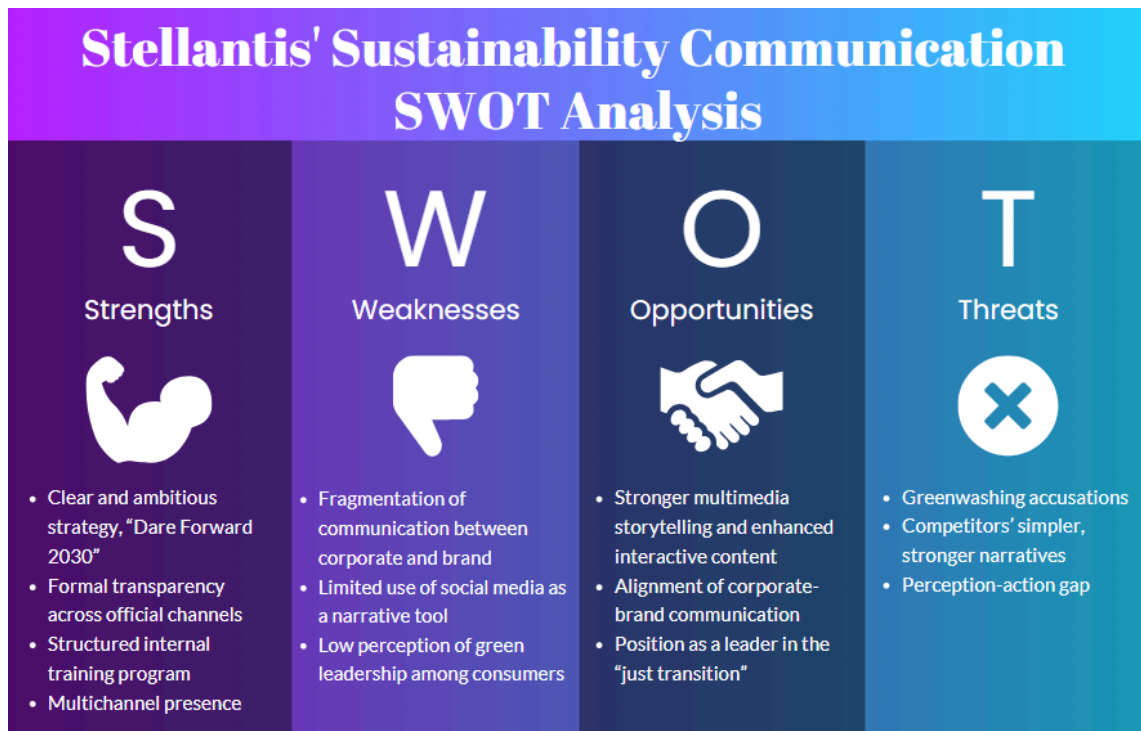 Stellantis' Sustainability Communication
SWOT Analysis
S
Strengths
• Clear and ambitious
strategy, “Dare Forward
2030”
• Formal transparency
across official channels
• Structured internal
training program
• Multichannel presence
W
Weaknesses
• Fragmentation of
communication between
corporate and brand
• Limited use of social media as
a narrative tool
• Low perception of green
leadership among consumers
O
Opportunities
• Stronger multimedia
storytelling and enhanced
interactive content
• Alignment of corporate-
brand communication
• Position as a leader in the
“just transition”
T
Threats
• Greenwashing accusations
• Competitors’ simpler,
stronger narratives
• Perception-action gap